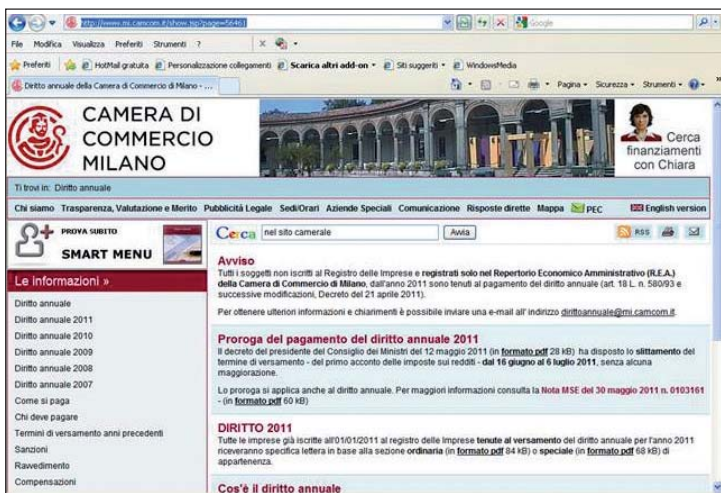 http://www.mi.camcom.it/show.jsp?page=56461
Google
File Modifica Visualizza Preferiti Strumenti ?
Preferiti HotMail gratuita Personalizzazione collegamenti Scarica altri add-on Siti suggeriti WindowsMedia
Diritto annuale della Camera di Commercio di Milano - ...
Pagina Sicurezza Strumenti
CAMERA DI
COMMERCIO
MILANO
Cerca
finanziamenti
con Chiara
Ti trovi in: Diritto annuale
Chi siamo Trasparenza, Valutazione e Merito Pubblicità Legale Sedi/Orari Aziende Speciali Comunicazione Risposte dirette Mappa PEC English version
PROVA SUBITO
SMART MENU
Cerca nel sito camerale Avvia RSS
Le informazioni »
Diritto annuale
Diritto annuale 2011
Diritto annuale 2010
Diritto annuale 2009
Diritto annuale 2008
Diritto annuale 2007
Come si paga
Chi deve pagare
Termini di versamento anni precedenti
Sanzioni
Ravvedimento
Compensazioni
Avviso
Tutti i soggetti non iscritti al Registro delle Imprese e registrati solo nel Repertorio Economico Amministrativo (R.E.A.)
della Camera di Commercio di Milano, dall'anno 2011 sono tenuti al pagamento del diritto annuale (art. 18 L. n. 580/93 e
successive modificazioni, Decreto del 21 aprile 2011).
Per ottenere ulteriori informazioni e chiarimenti è possibile inviare una e-mail all' indirizzo dirittoannuale@mi.camcom.it.
Proroga del pagamento del diritto annuale 2011
Il decreto del presidente del Consiglio dei Ministri del 12 maggio 2011 (in formato pdf 28 kB) ha disposto lo slittamento del
termine di versamento - del primo acconto delle imposte sui redditi - dal 16 giugno al 6 luglio 2011, senza alcuna
maggiorazione.
Lo proroga si applica anche al diritto annuale. Per maggiori informazioni consulta la Nota MSE del 30 maggio 2011 n. 0103161
- (in formato pdf 60 kB)
DIRITTO 2011
Tutte le imprese già iscritte all'01/01/2011 al registro delle Imprese tenute al versamento del diritto annuale per l'anno 2011
riceveranno specifica lettera in base alla sezione ordinaria (in formato pdf 84 kB) o speciale (in formato pdf 68 kB) di
appartenenza.
Cos'è il diritto annuale